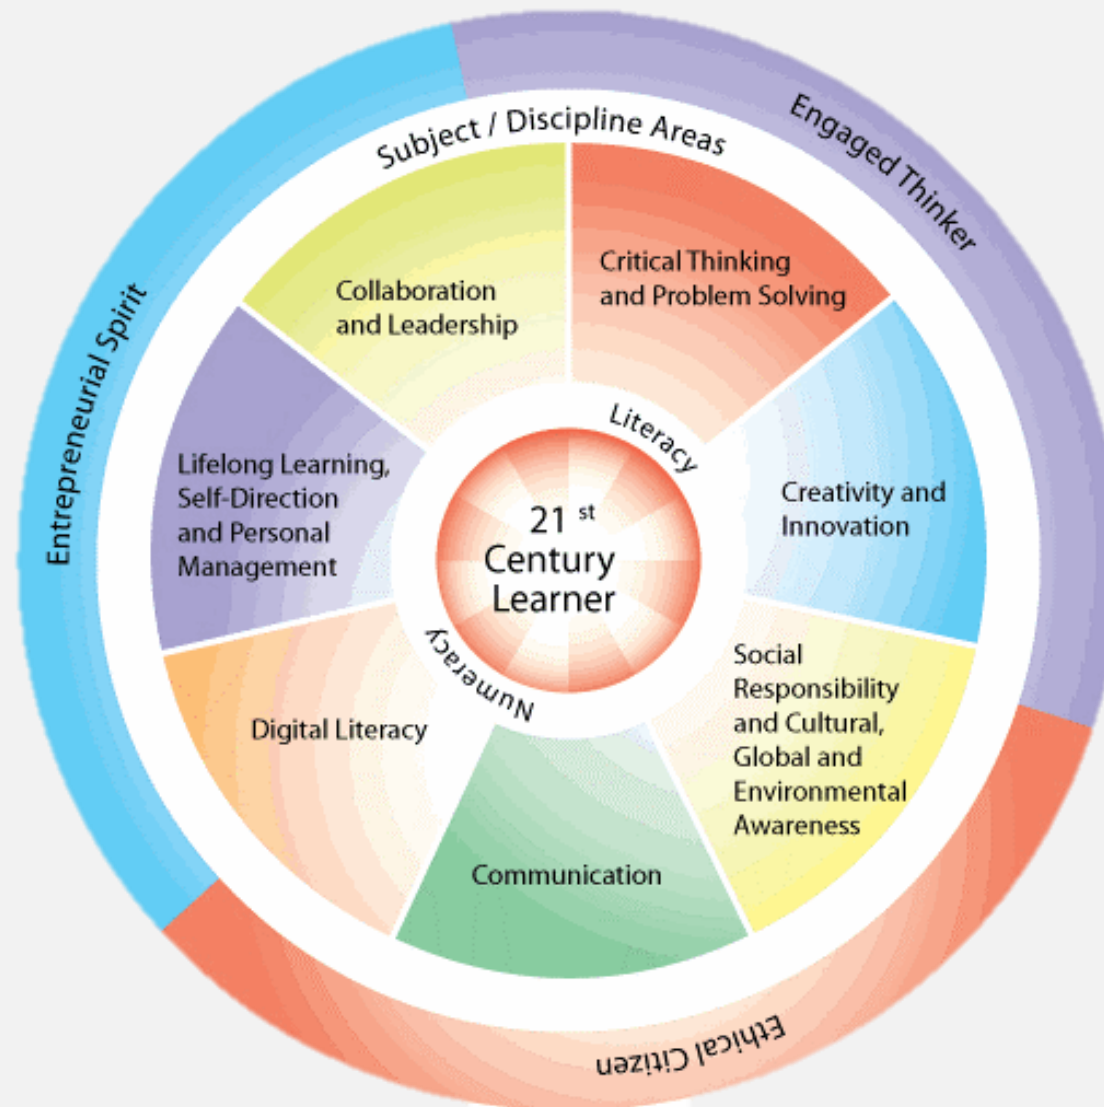 Engaged Thinker
Subject / Discipline Areas
Entrepreneurial Spirit
Collaboration
and Leadership
Critical Thinking
and Problem Solving
Literacy
Lifelong Learning,
Self-Direction
and Personal
Management
21 st
Century
Learner
Creativity and
Innovation
Numeracy
Social
Responsibility
and Cultural,
Global and
Environmental
Awareness
Digital Literacy
Communication
Ethical Citizen